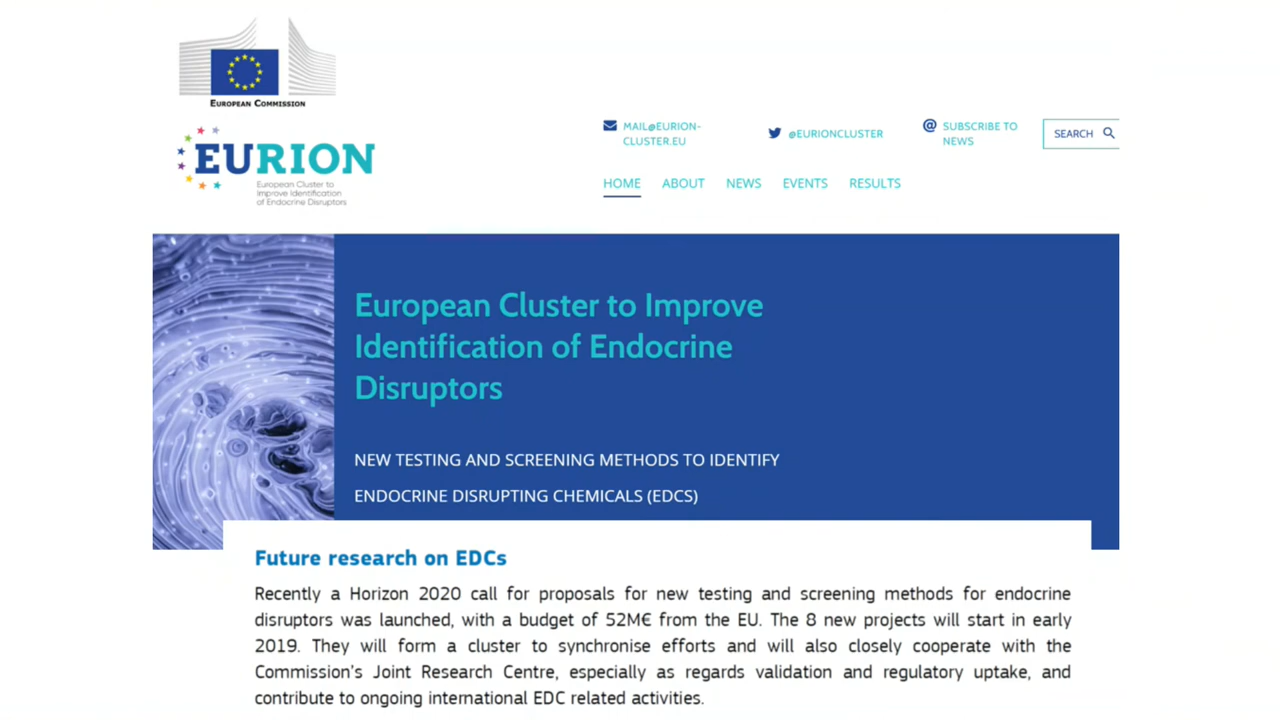 EUROPEAN COMMISSION
EURION
European Cluster to
Improve Identification
of Endocrine Disruptors
MAIL@EURION-
CLUSTER.EU
@EURIONCLUSTER
SUBSCRIBE TO
NEWS
SEARCH
HOME ABOUT NEWS EVENTS RESULTS
European Cluster to Improve
Identification of Endocrine
Disruptors
NEW TESTING AND SCREENING METHODS TO IDENTIFY
ENDOCRINE DISRUPTING CHEMICALS (EDCS)
Future research on EDCs
Recently a Horizon 2020 call for proposals for new testing and screening methods for endocrine
disruptors was launched, with a budget of 52M€ from the EU. The 8 new projects will start in early
2019. They will form a cluster to synchronise efforts and will also closely cooperate with the
Commission's Joint Research Centre, especially as regards validation and regulatory uptake, and
contribute to ongoing international EDC related activities.